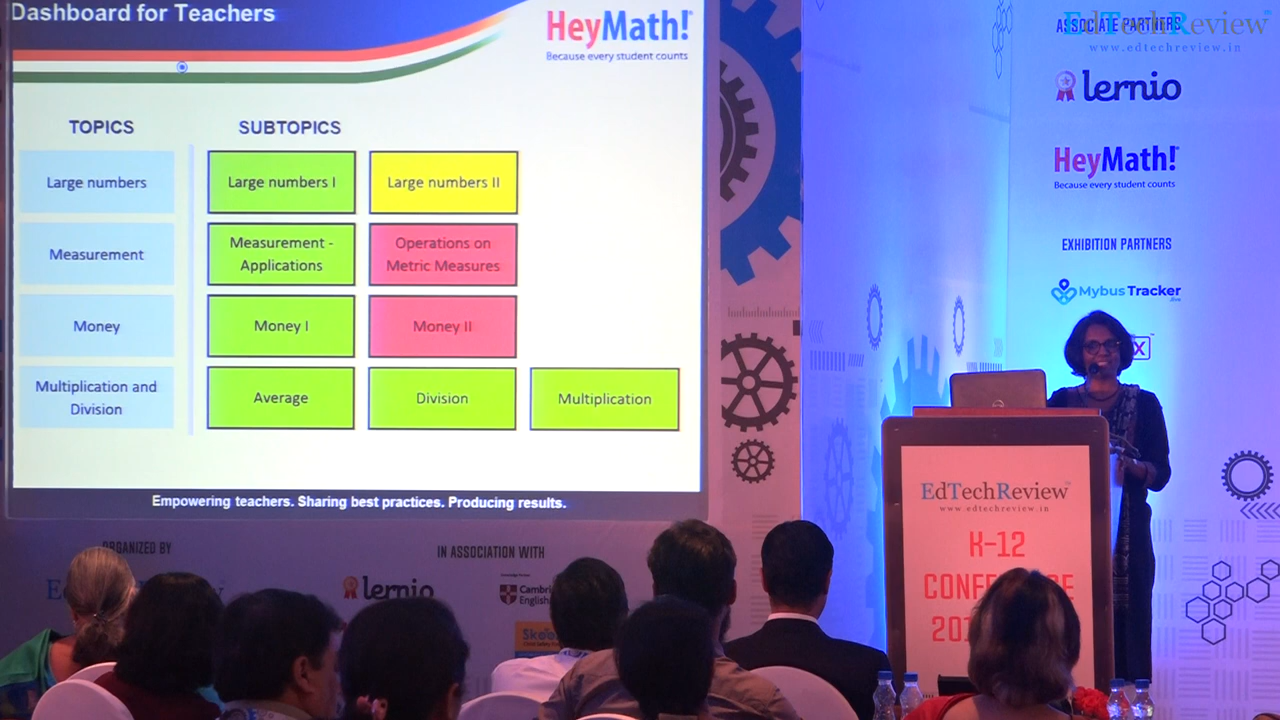 Dashboard for Teachers
HeyMath!
Because every student counts
TOPICS
SUBTOPICS
Large numbers
Large numbers I
Large numbers II
Measurement
Measurement -
Applications
Operations on
Metric Measures
Money
Money I
Money II
Multiplication and
Division
Average
Division
Multiplication
Empowering teachers. Sharing best practices. Producing results.
ORGANIZED BY
IN ASSOCIATION WITH
lernio
English
ASSOCIATE PARTNERS
EdTechReview
www.edtechreview.in
lernio
HeyMath!
Because every student counts
EXHIBITION PARTNERS
Mybus Tracker
X
EdTechReview
www.edtechreview.in
K-12